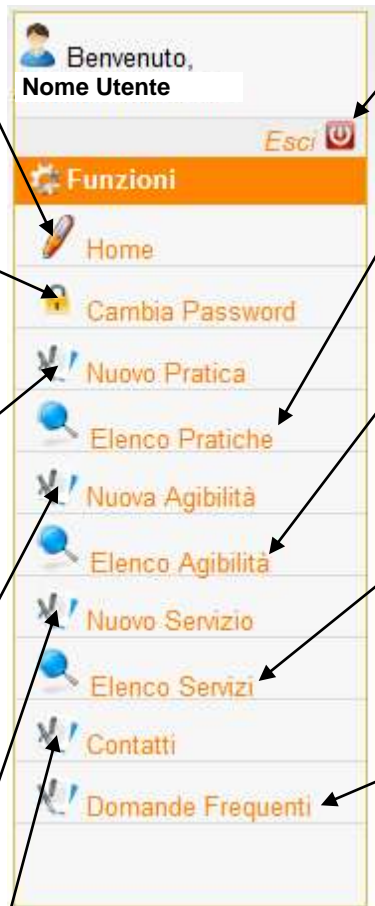 Benvenuto,
Nome Utente
Esci
Funzioni
Home
Cambia Password
Nuovo Pratica
Elenco Pratiche
Nuova Agibilità
Elenco Agibilità
Nuovo Servizio
Elenco Servizi
Contatti
Domande Frequenti